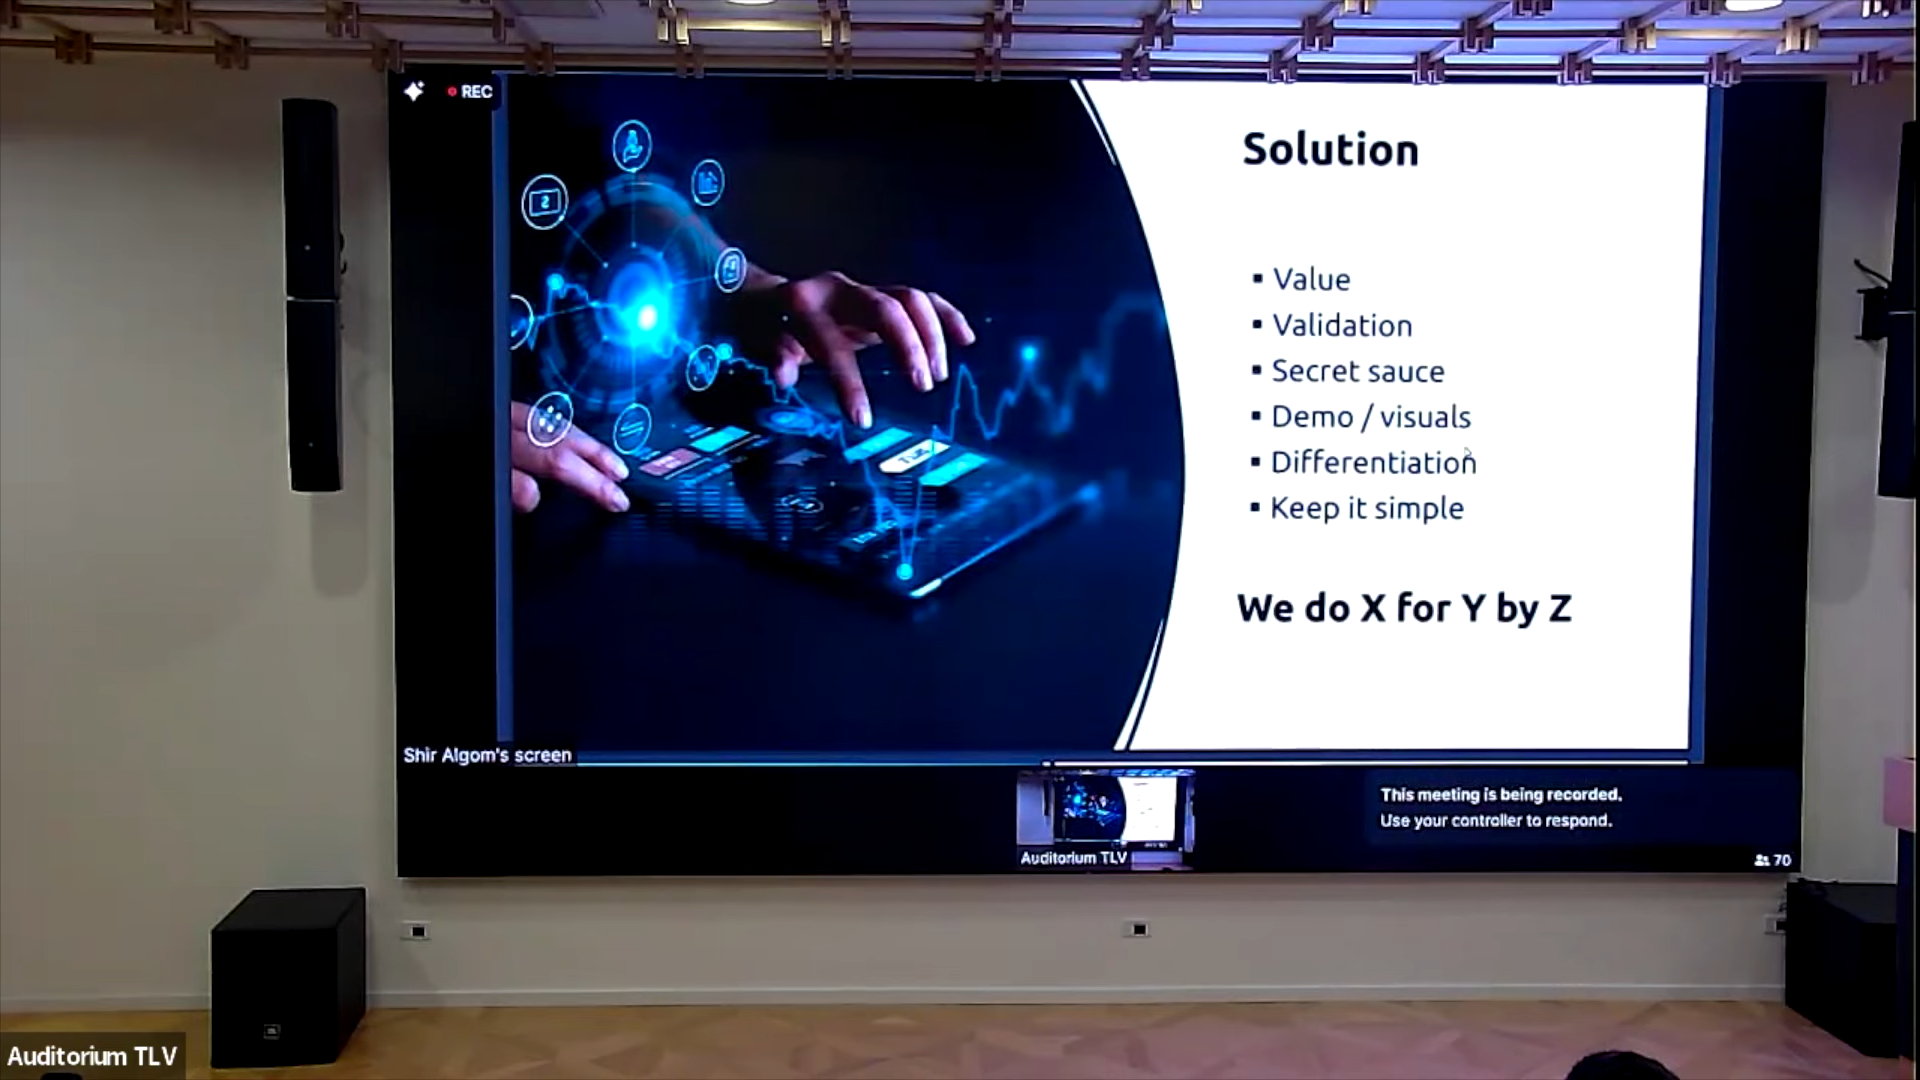 REC
Solution
▪ Value
▪ Validation
▪ Secret sauce
▪ Demo / visuals
▪ Differentiation
▪ Keep it simple
We do X for Y by Z
Shir Algom's screen
This meeting is being recorded.
Use your controller to respond.
Auditorium TLV
70
Auditorium TLV